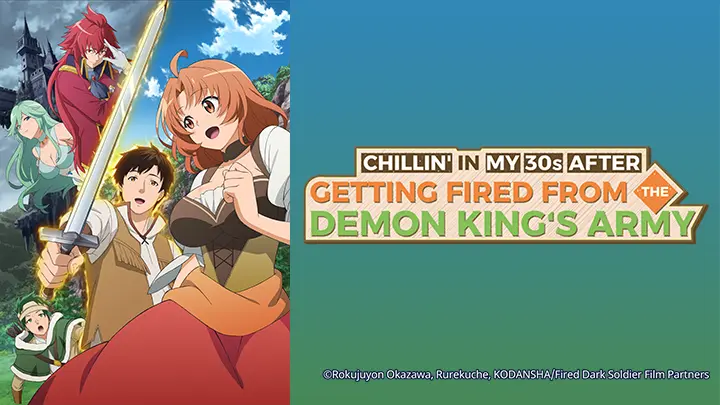 CHILLIN' IN MY 30s AFTER
GETTING FIRED FROM THE
DEMON KING'S ARMY
©Rokujuyon Okazawa, Rurekuche, KODANSHA/Fired Dark Soldier Film Partners